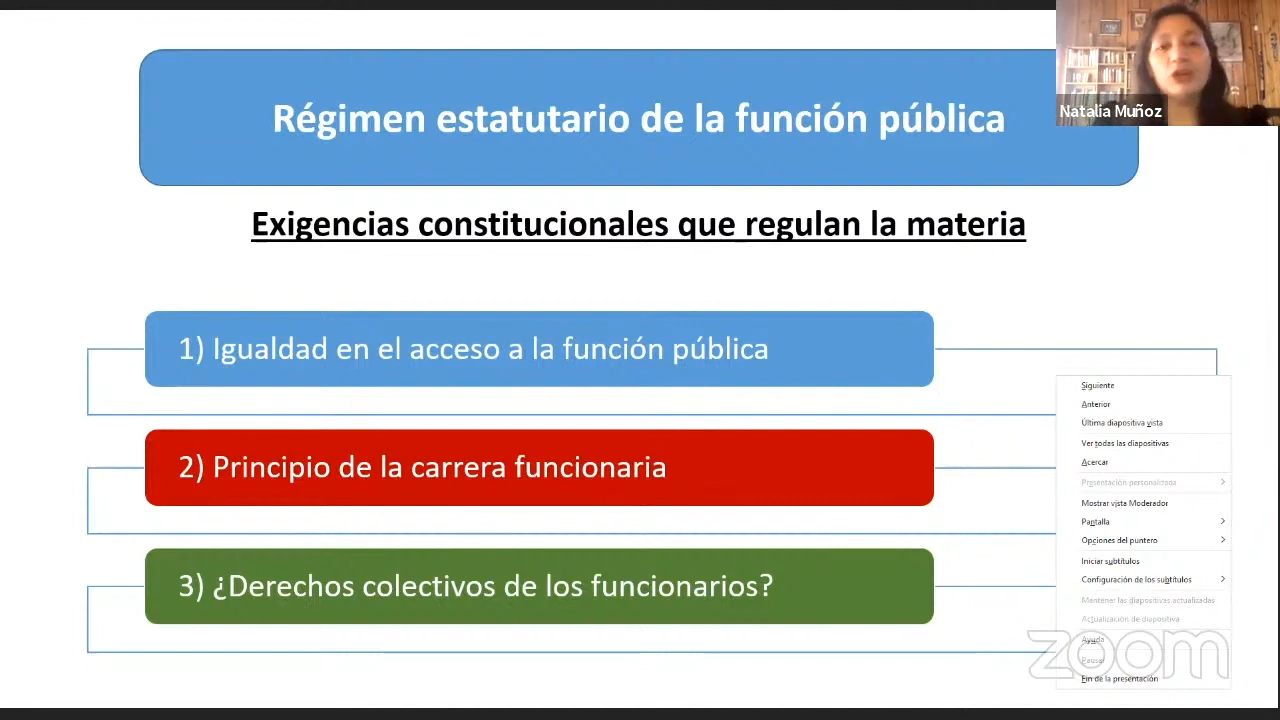 Régimen estatutario de la función pública
Natalia Muñoz
Exigencias constitucionales que regulan la materia
1) Igualdad en el acceso a la función pública
2) Principio de la carrera funcionaria
3) ¿Derechos colectivos de los funcionarios?
Siguiente
Anterior
Última diapositiva vista
Ver todas las diapositivas
Acercar
Presentación personalizada
Mostrar vista Moderador
Pantalla
Opciones del puntero
Iniciar subtítulos
Configuración de los subtítulos
Mantener las diapositivas actualizadas
Actualización de diapositiva
Ayuda
Pausar
Fin de la presentación
zoom